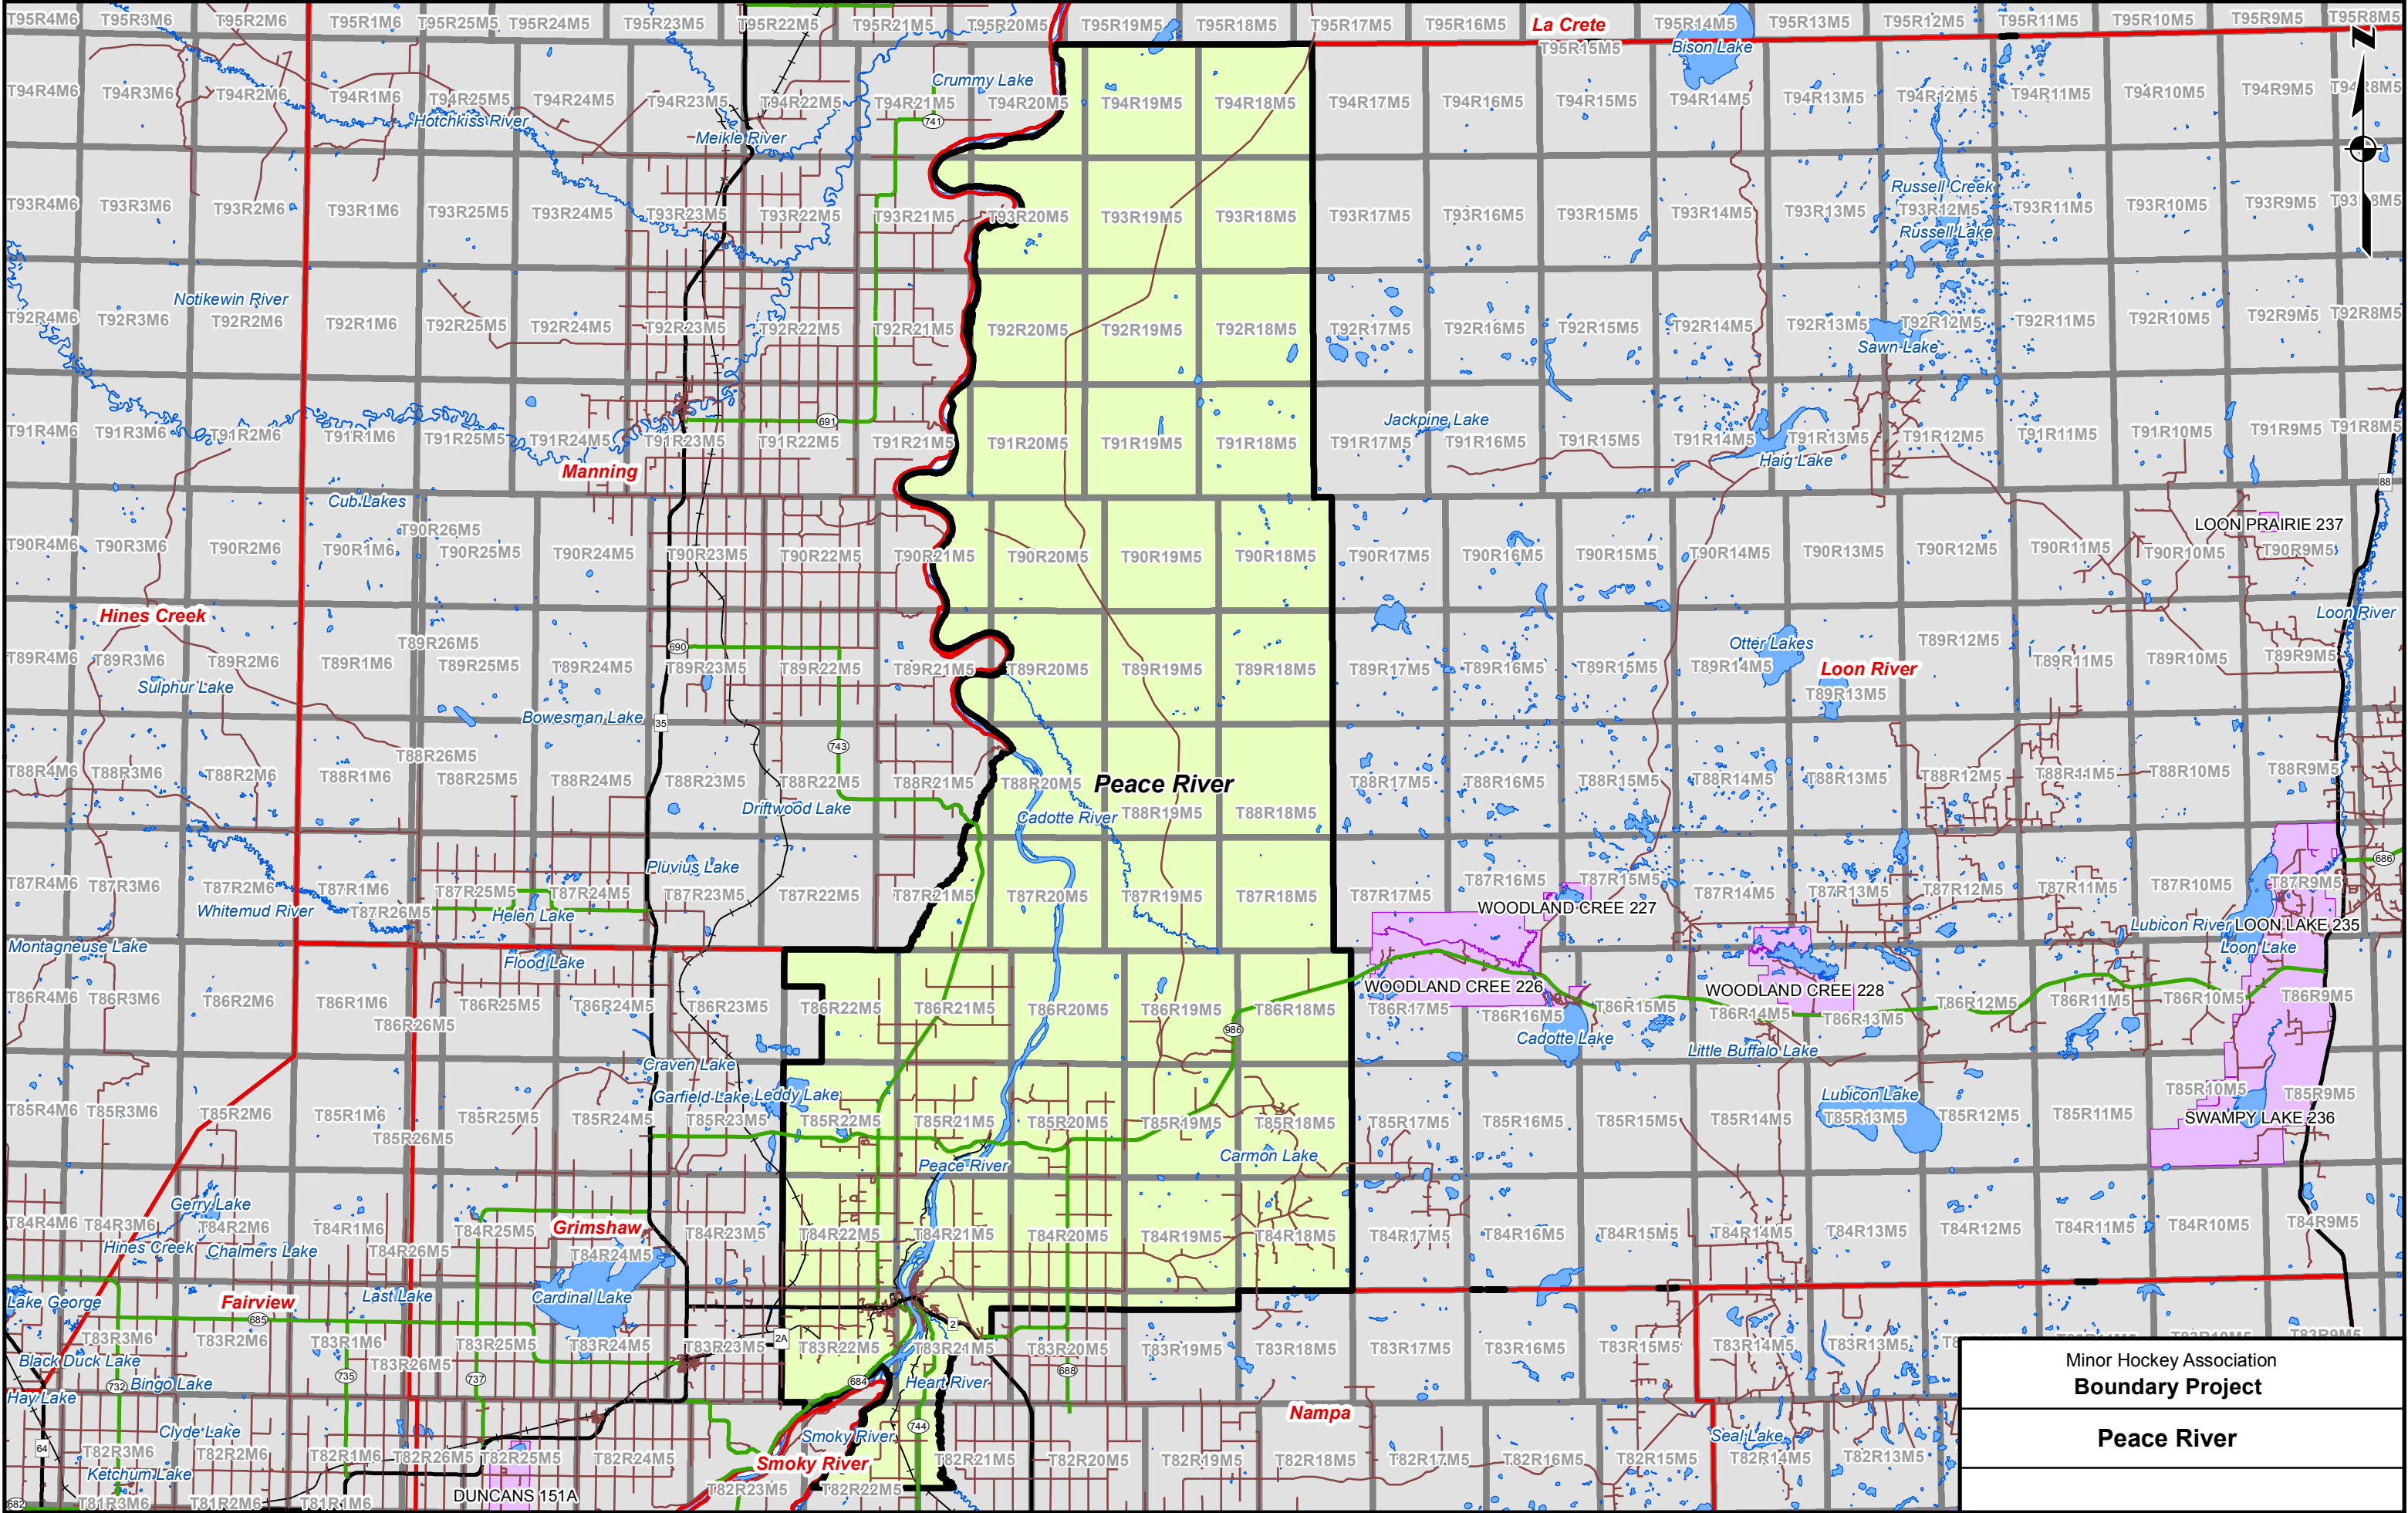 T95R4M6 T95R3M6 T95R2M6 T95R1M6 T95R25M5 T95R24M5 T95R23M5 T95R22M5 T95R21M5 T95R20M5 T95R19M5 T95R18M5 T95R17M5 T95R16M5 La Crete T95R14M5 T95R13M5 T95R12M5 T95R11M5 T95R10M5 T95R9M5 T95R8M5
T95R15M5 Bison Lake
N
Crummy Lake
T94R4M6 T94R3M6 T94R2M6 T94R1M6 T94R25M5 T94R24M5 T94R23M5 T94R22M5 T94R21M5 T94R20M5 T94R19M5 T94R18M5 T94R17M5 T94R16M5 T94R15M5 T94R14M5 T94R13M5 T94R12M5 T94R11M5 T94R10M5 T94R9M5
Hotchkiss River Meikle River 741
Russell Creek
T93R4M6 T93R3M6 T93R2M6 T93R1M6 T93R25M5 T93R24M5 T93R23M5 T93R22M5 T93R21M5 T93R20M5 T93R19M5 T93R18M5 T93R17M5 T93R16M5 T93R15M5 T93R14M5 T93R13M5 T93R12M5 T93R11M5 T93R10M5 T93R9M5
Russell Lake
Notikewin River
T92R4M6 T92R3M6 T92R2M6 T92R1M6 T92R25M5 T92R24M5 T92R23M5 T92R22M5 T92R21M5 T92R20M5 T92R19M5 T92R18M5 T92R17M5 T92R16M5 T92R15M5 T92R14M5 T92R13M5 T92R12M5 T92R11M5 T92R10M5 T92R9M5 T92R8M5
Sawn Lake
691 Jackpine Lake
T91R4M6 T91R3M6 T91R2M6 T91R1M6 T91R25M5 T91R24M5 T91R23M5 T91R22M5 T91R21M5 T91R20M5 T91R19M5 T91R18M5 T91R17M5 T91R16M5 T91R15M5 T91R14M5 T91R13M5 T91R12M5 T91R11M5 T91R10M5 T91R9M5 T91R8M5
Manning Haig Lake
88
Cub Lakes
T90R26M5 LOON PRAIRIE 237
T90R4M6 T90R3M6 T90R2M6 T90R1M6 T90R25M5 T90R24M5 T90R23M5 T90R22M5 T90R21M5 T90R20M5 T90R19M5 T90R18M5 T90R17M5 T90R16M5 T90R15M5 T90R14M5 T90R13M5 T90R12M5 T90R11M5 T90R10M5 T90R9M5
Hines Creek Loon River
T89R26M5 690 Otter Lakes T89R12M5
T89R4M6 T89R3M6 T89R2M6 T89R1M6 T89R25M5 T89R24M5 T89R23M5 T89R22M5 T89R21M5 T89R20M5 T89R19M5 T89R18M5 T89R17M5 T89R16M5 T89R15M5 T89R14M5 Loon River T89R11M5 T89R10M5 T89R9M5
Sulphur Lake T89R13M5
Bowesman Lake 35
743
T88R26M5
T88R4M6 T88R3M6 T88R2M6 T88R1M6 T88R25M5 T88R24M5 T88R23M5 T88R22M5 T88R21M5 T88R20M5 Peace River T88R17M5 T88R16M5 T88R15M5 T88R14M5 T88R13M5 T88R12M5 T88R11M5 T88R10M5 T88R9M5
Driftwood Lake Cadotte River T88R19M5 T88R18M5
Pluvius Lake 686
T87R4M6 T87R3M6 T87R2M6 T87R1M6 T87R25M5 T87R24M5 T87R23M5 T87R22M5 T87R21M5 T87R20M5 T87R19M5 T87R18M5 T87R17M5 T87R16M5 T87R15M5 T87R14M5 T87R13M5 T87R12M5 T87R11M5 T87R10M5 T87R9M5
Whitemud River T87R26M5 Helen Lake WOODLAND CREE 227
Lubicon River LOON LAKE 235
Montagneuse Lake Flood Lake Loon Lake
WOODLAND CREE 226 WOODLAND CREE 228
T86R4M6 T86R3M6 T86R2M6 T86R1M6 T86R25M5 T86R24M5 T86R23M5 T86R22M5 T86R21M5 T86R20M5 T86R19M5 T86R18M5 T86R17M5 T86R16M5 T86R15M5 T86R14M5 T86R13M5 T86R12M5 T86R11M5 T86R10M5 T86R9M5
T86R26M5 986 Cadotte Lake Little Buffalo Lake
Craven Lake
Garfield Lake Leddy Lake Lubicon Lake T85R10M5 T85R9M5
T85R4M6 T85R3M6 T85R2M6 T85R1M6 T85R25M5 T85R24M5 T85R23M5 T85R22M5 T85R21M5 T85R20M5 T85R19M5 T85R18M5 T85R17M5 T85R16M5 T85R15M5 T85R14M5 T85R13M5 T85R12M5 T85R11M5 SWAMPY LAKE 236
T85R26M5
Peace River Carmon Lake
Gerry Lake
T84R4M6 T84R3M6 T84R2M6 T84R1M6 T84R25M5 Grimshaw T84R23M5 T84R22M5 T84R21M5 T84R20M5 T84R19M5 T84R18M5 T84R17M5 T84R16M5 T84R15M5 T84R14M5 T84R13M5 T84R12M5 T84R11M5 T84R10M5 T84R9M5
Hines Creek Chalmers Lake T84R26M5 T84R24M5
Lake George Fairview Last Lake Cardinal Lake
685 2
T83R3M6 T83R2M6 T83R1M6 T83R25M5 T83R24M5 T83R23M5 2A T83R22M5 T83R21M5 T83R20M5 T83R19M5 T83R18M5 T83R17M5 T83R16M5 T83R15M5 T83R14M5 T83R13M5
Black Duck Lake T83R26M5
732 Bingo Lake 735 737 684 Heart River 688
Hay Lake
Clyde Lake 744 Nampa
64 Smoky River Seal Lake
T82R3M6 T82R2M6 T82R1M6 T82R26M5 T82R25M5 T82R24M5 Smoky River T82R21M5 T82R20M5 T82R19M5 T82R18M5 T82R17M5 T82R16M5 T82R15M5 T82R14M5 T82R13M5
Ketchum Lake T82R23M5 T82R22M5
682 T81R3M6 T81R2M6 T81R1M6 DUNCANS 151A
Minor Hockey Association
Boundary Project
Peace River